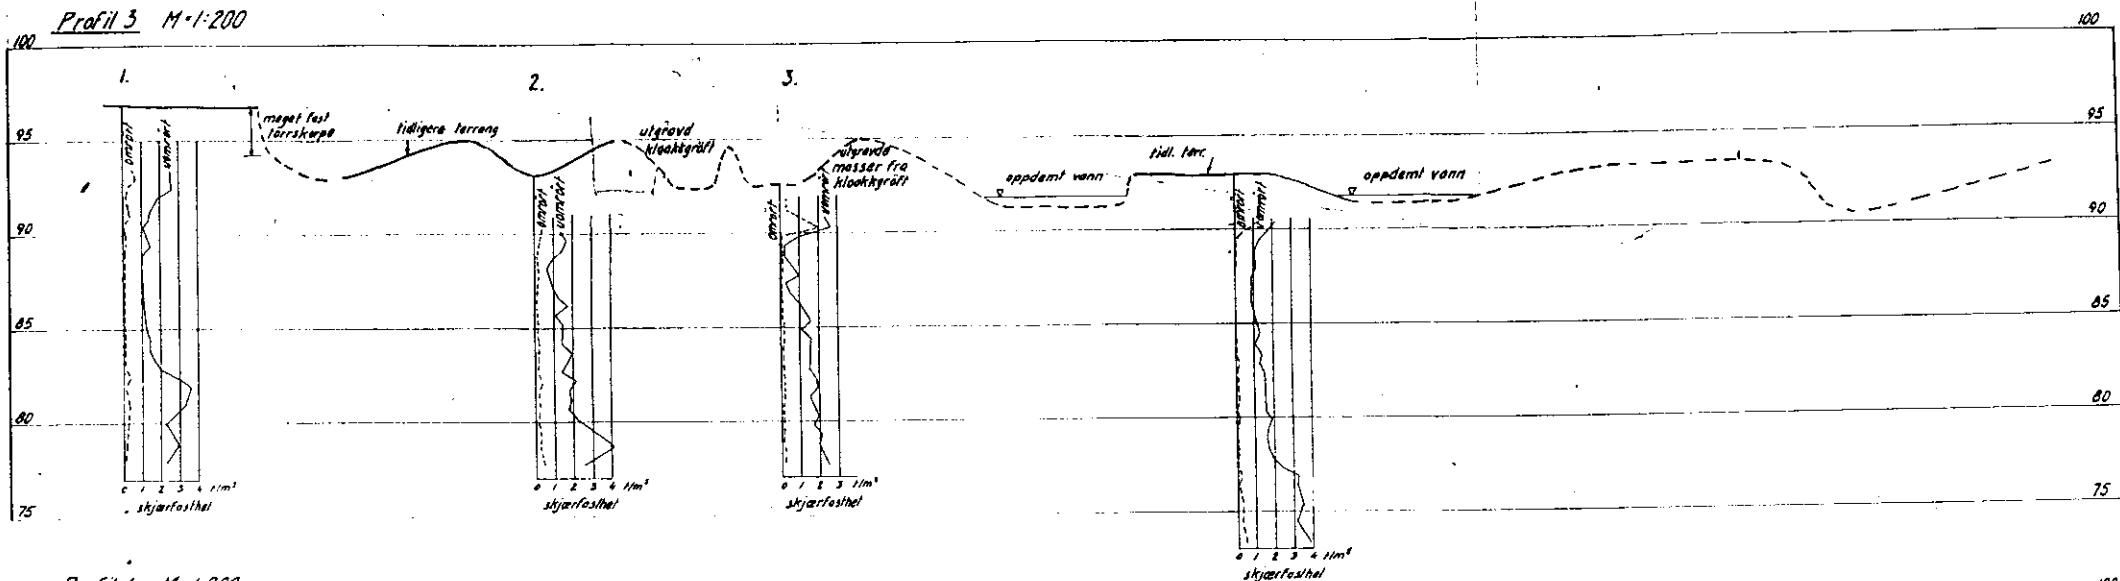 Profil 3 M=1:200
100
100
1.
2.
3.
95
95
meget fast
tørrskorpe
tidligere terreng
utgravd
kloakkgrøft
utgravde
masser fra
kloakkgrøft
oppdemt vann
tidl. terr.
oppdemt vann
omrørt
uomrørt
omrørt
uomrørt
omrørt
uomrørt
omrørt
uomrørt
90
90
85
85
80
80
75
75
0 1 2 3 4 t/m²
skjærfasthet
0 1 2 3 4 t/m²
skjærfasthet
0 1 2 3 t/m²
skjærfasthet
0 1 2 3 4 t/m²
skjærfasthet
M=1:200
100